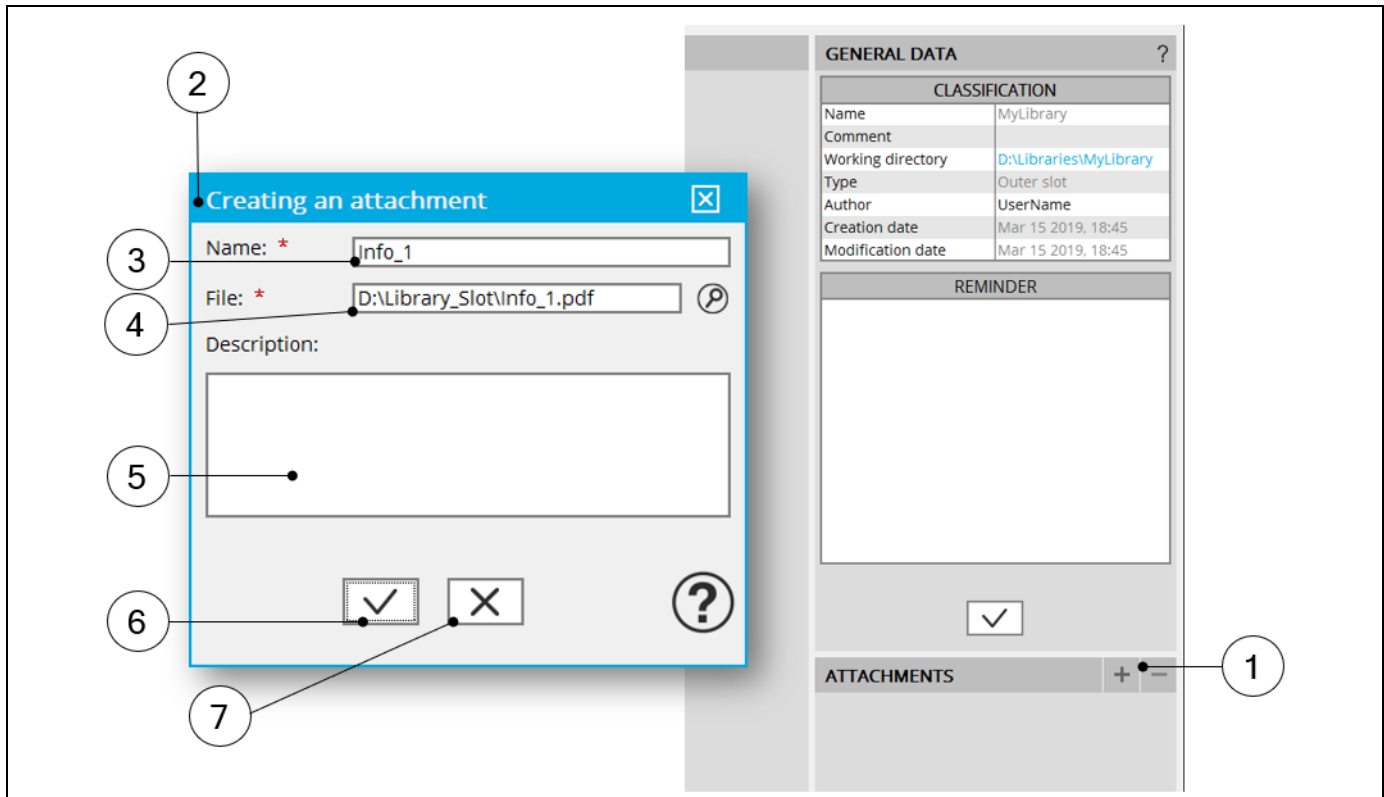 GENERAL DATA ?
CLASSIFICATION
Name MyLibrary
Comment
Working directory D:\Libraries\MyLibrary
Type Outer slot
Author UserName
Creation date Mar 15 2019, 18:45
Modification date Mar 15 2019, 18:45
REMINDER
ATTACHMENTS + −
1
2
Creating an attachment
3
Name: * Info_1
4
File: * D:\Library_Slot\Info_1.pdf
Description:
5
6
?
7